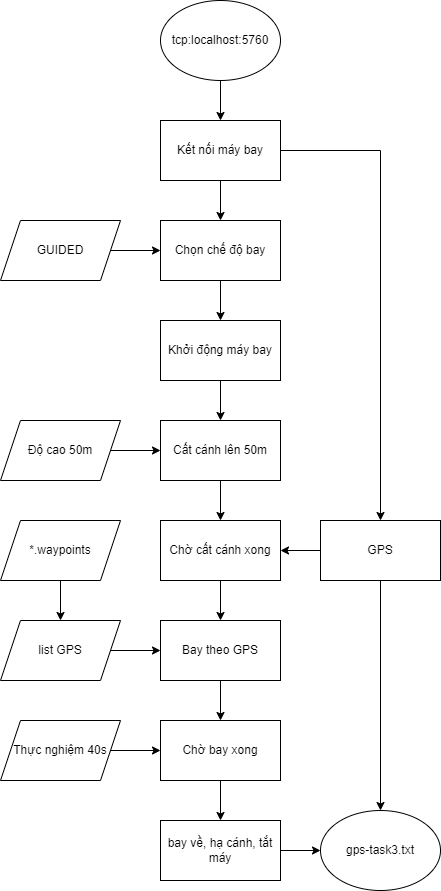 tcp:localhost:5760
Kết nối máy bay
GUIDED
Chọn chế độ bay
Khởi động máy bay
Độ cao 50m
Cất cánh lên 50m
*.waypoints
Chờ cất cánh xong
GPS
list GPS
Bay theo GPS
Thực nghiệm 40s
Chờ bay xong
bay về, hạ cánh, tắt
máy
gps-task3.txt